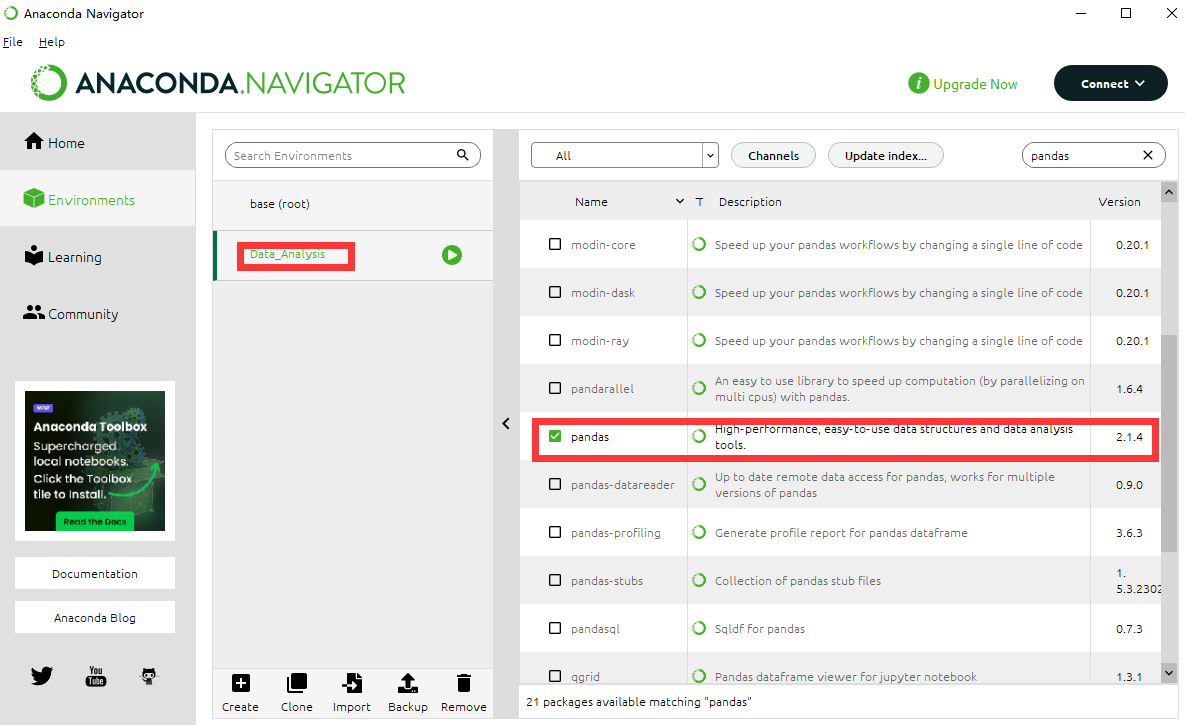 Anaconda Navigator
File Help
ANACONDA.NAVIGATOR
i Upgrade Now
Connect
Home
Environments
Learning
Community
NEW
Anaconda Toolbox
Supercharged
local notebooks.
Click the Toolbox
tile to install.
Read the Docs
Documentation
Anaconda Blog
You
Tube
Search Environments
base (root)
Data_Analysis
Create Clone Import Backup Remove
All Channels Update index... pandas
Name T Description Version
modin-core Speed up your pandas workflows by changing a single line of code 0.20.1
modin-dask Speed up your pandas workflows by changing a single line of code 0.20.1
modin-ray Speed up your pandas workflows by changing a single line of code 0.20.1
pandarallel An easy to use library to speed up computation (by parallelizing on
multi cpus) with pandas. 1.6.4
pandas High-performance, easy-to-use data structures and data analysis
tools. 2.1.4
pandas-datareader Up to date remote data access for pandas, works for multiple
versions of pandas 0.9.0
pandas-profiling Generate profile report for pandas dataframe 3.6.3
pandas-stubs Collection of pandas stub files 1.
5.3.2302
pandasql Sqldf for pandas 0.7.3
qgrid Pandas dataframe viewer for jupyter notebook 1.3.1
21 packages available matching "pandas"